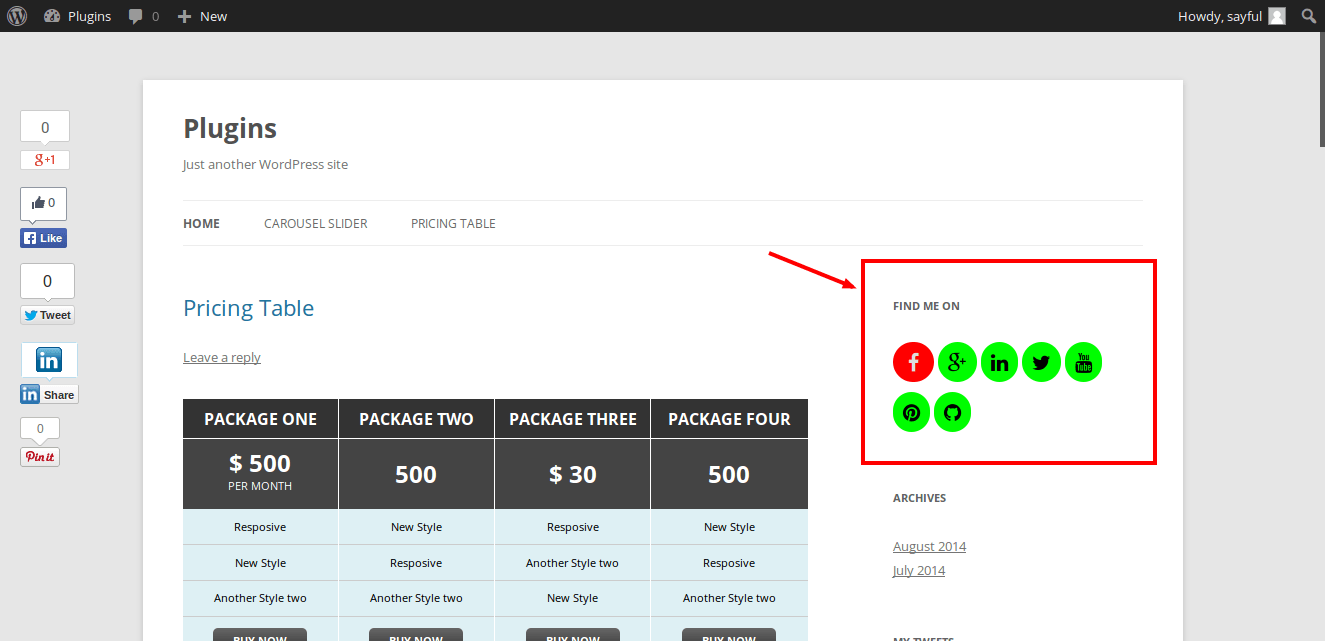 Plugins 0 New Howdy, sayful
0
g+1
0
Like
0
Tweet
in
in Share
0
Pin it
Plugins
Just another WordPress site
HOME CAROUSEL SLIDER PRICING TABLE
Pricing Table
Leave a reply
PACKAGE ONE PACKAGE TWO PACKAGE THREE PACKAGE FOUR
$ 500 500 $ 30 500
PER MONTH
Resposive New Style Resposive New Style
New Style Resposive Another Style two Resposive
Another Style two Another Style two New Style Another Style two
BUY NOW BUY NOW BUY NOW BUY NOW
FIND ME ON
f g+ in You Tube
ARCHIVES
August 2014
July 2014
MY TWEETS